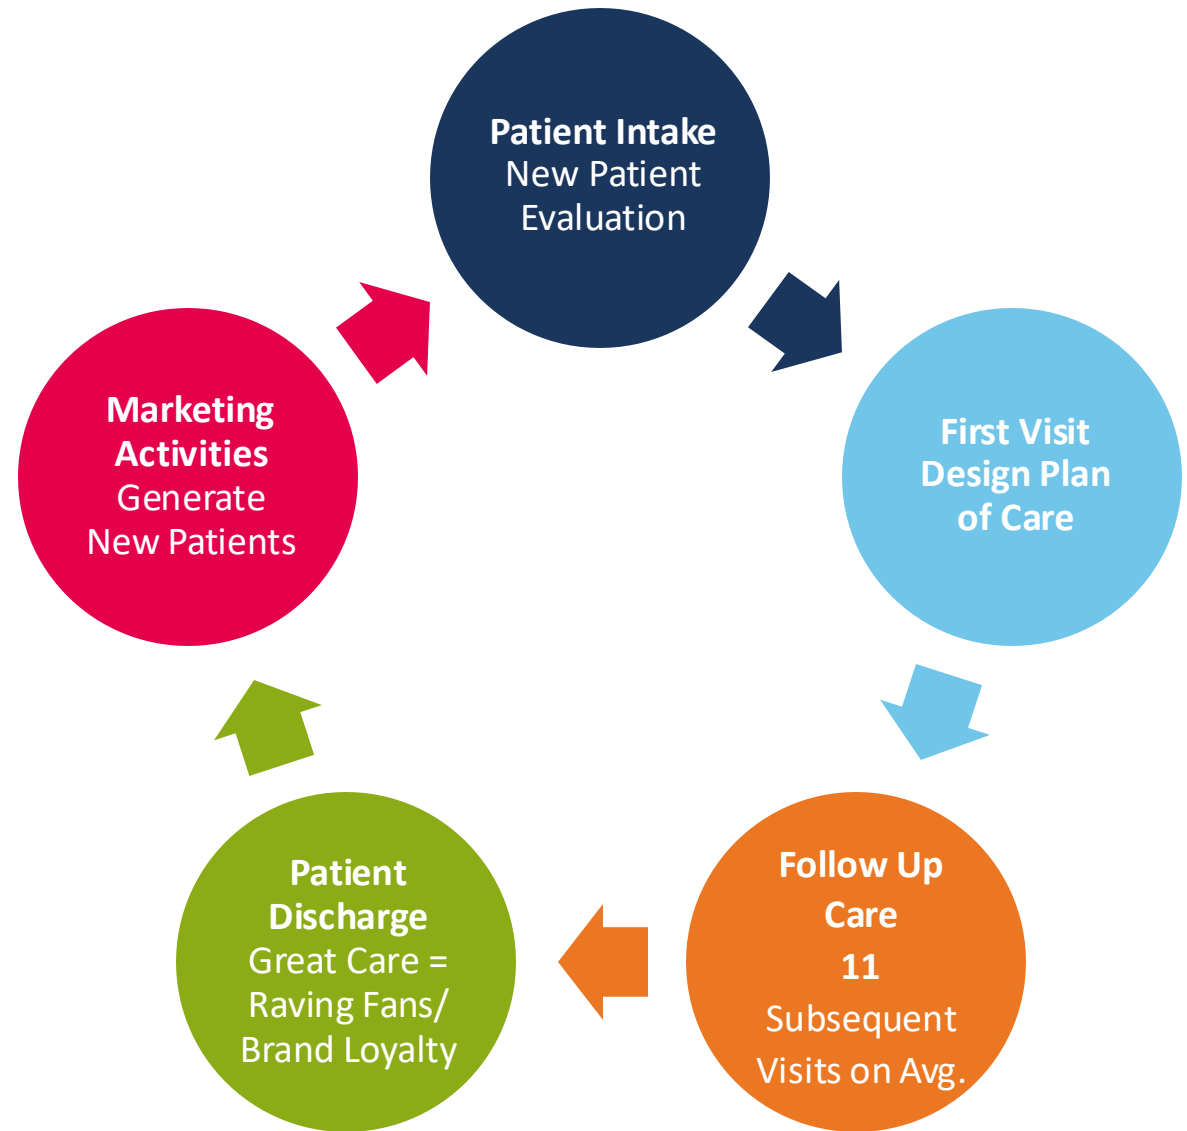 Patient Intake
New Patient
Evaluation
First Visit
Design Plan
of Care
Follow Up
Care
11
Subsequent
Visits on Avg.
Patient
Discharge
Great Care =
Raving Fans/
Brand Loyalty
Marketing
Activities
Generate
New Patients